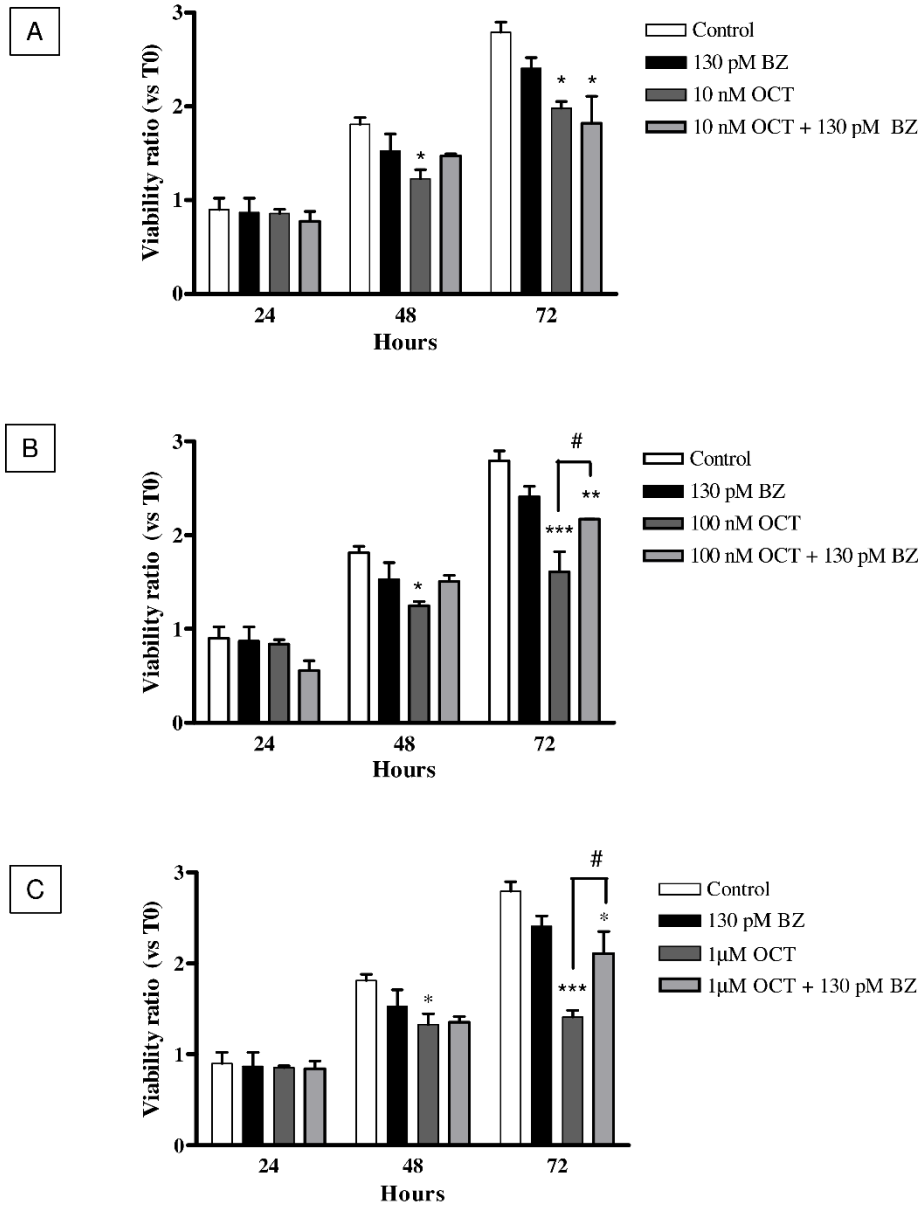 A
Viability ratio (vs T0)
3
2
1
0
*
*
*
24
48
72
Hours
Control
130 pM BZ
10 nM OCT
10 nM OCT + 130 pM BZ
B
Viability ratio (vs T0)
3
2
1
0
*
***
**
#
24
48
72
Hours
Control
130 pM BZ
100 nM OCT
100 nM OCT + 130 pM BZ
C
Viability ratio (vs T0)
3
2
1
0
*
***
*
#
24
48
72
Hours
Control
130 pM BZ
1µM OCT
1µM OCT + 130 pM BZ